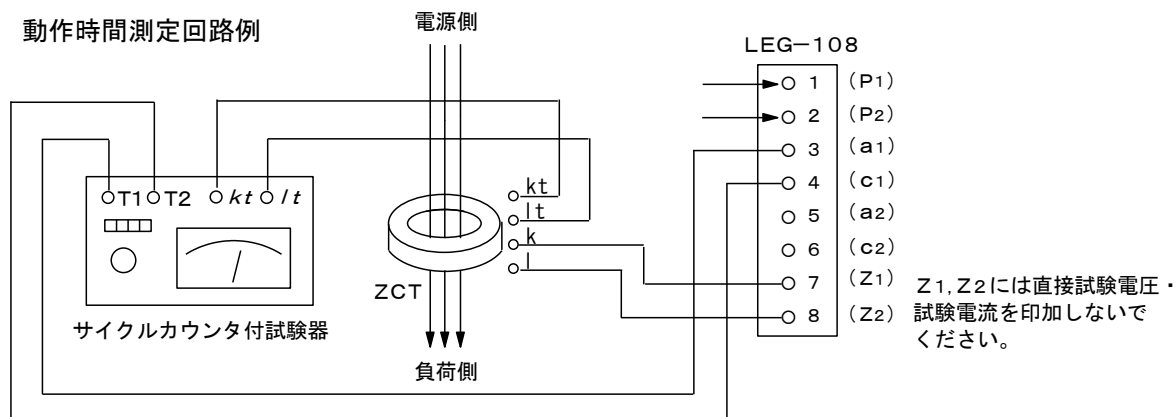 動作時間測定回路例
電源側
LEG−108
1 (P1)
2 (P2)
3 (a1)
4 (c1)
5 (a2)
6 (c2)
7 (Z1)
8 (Z2)
T1 T2 kt lt
kt
lt
k
l
ZCT
サイクルカウンタ付試験器
負荷側
Z1,Z2には直接試験電圧・
試験電流を印加しないで
ください。